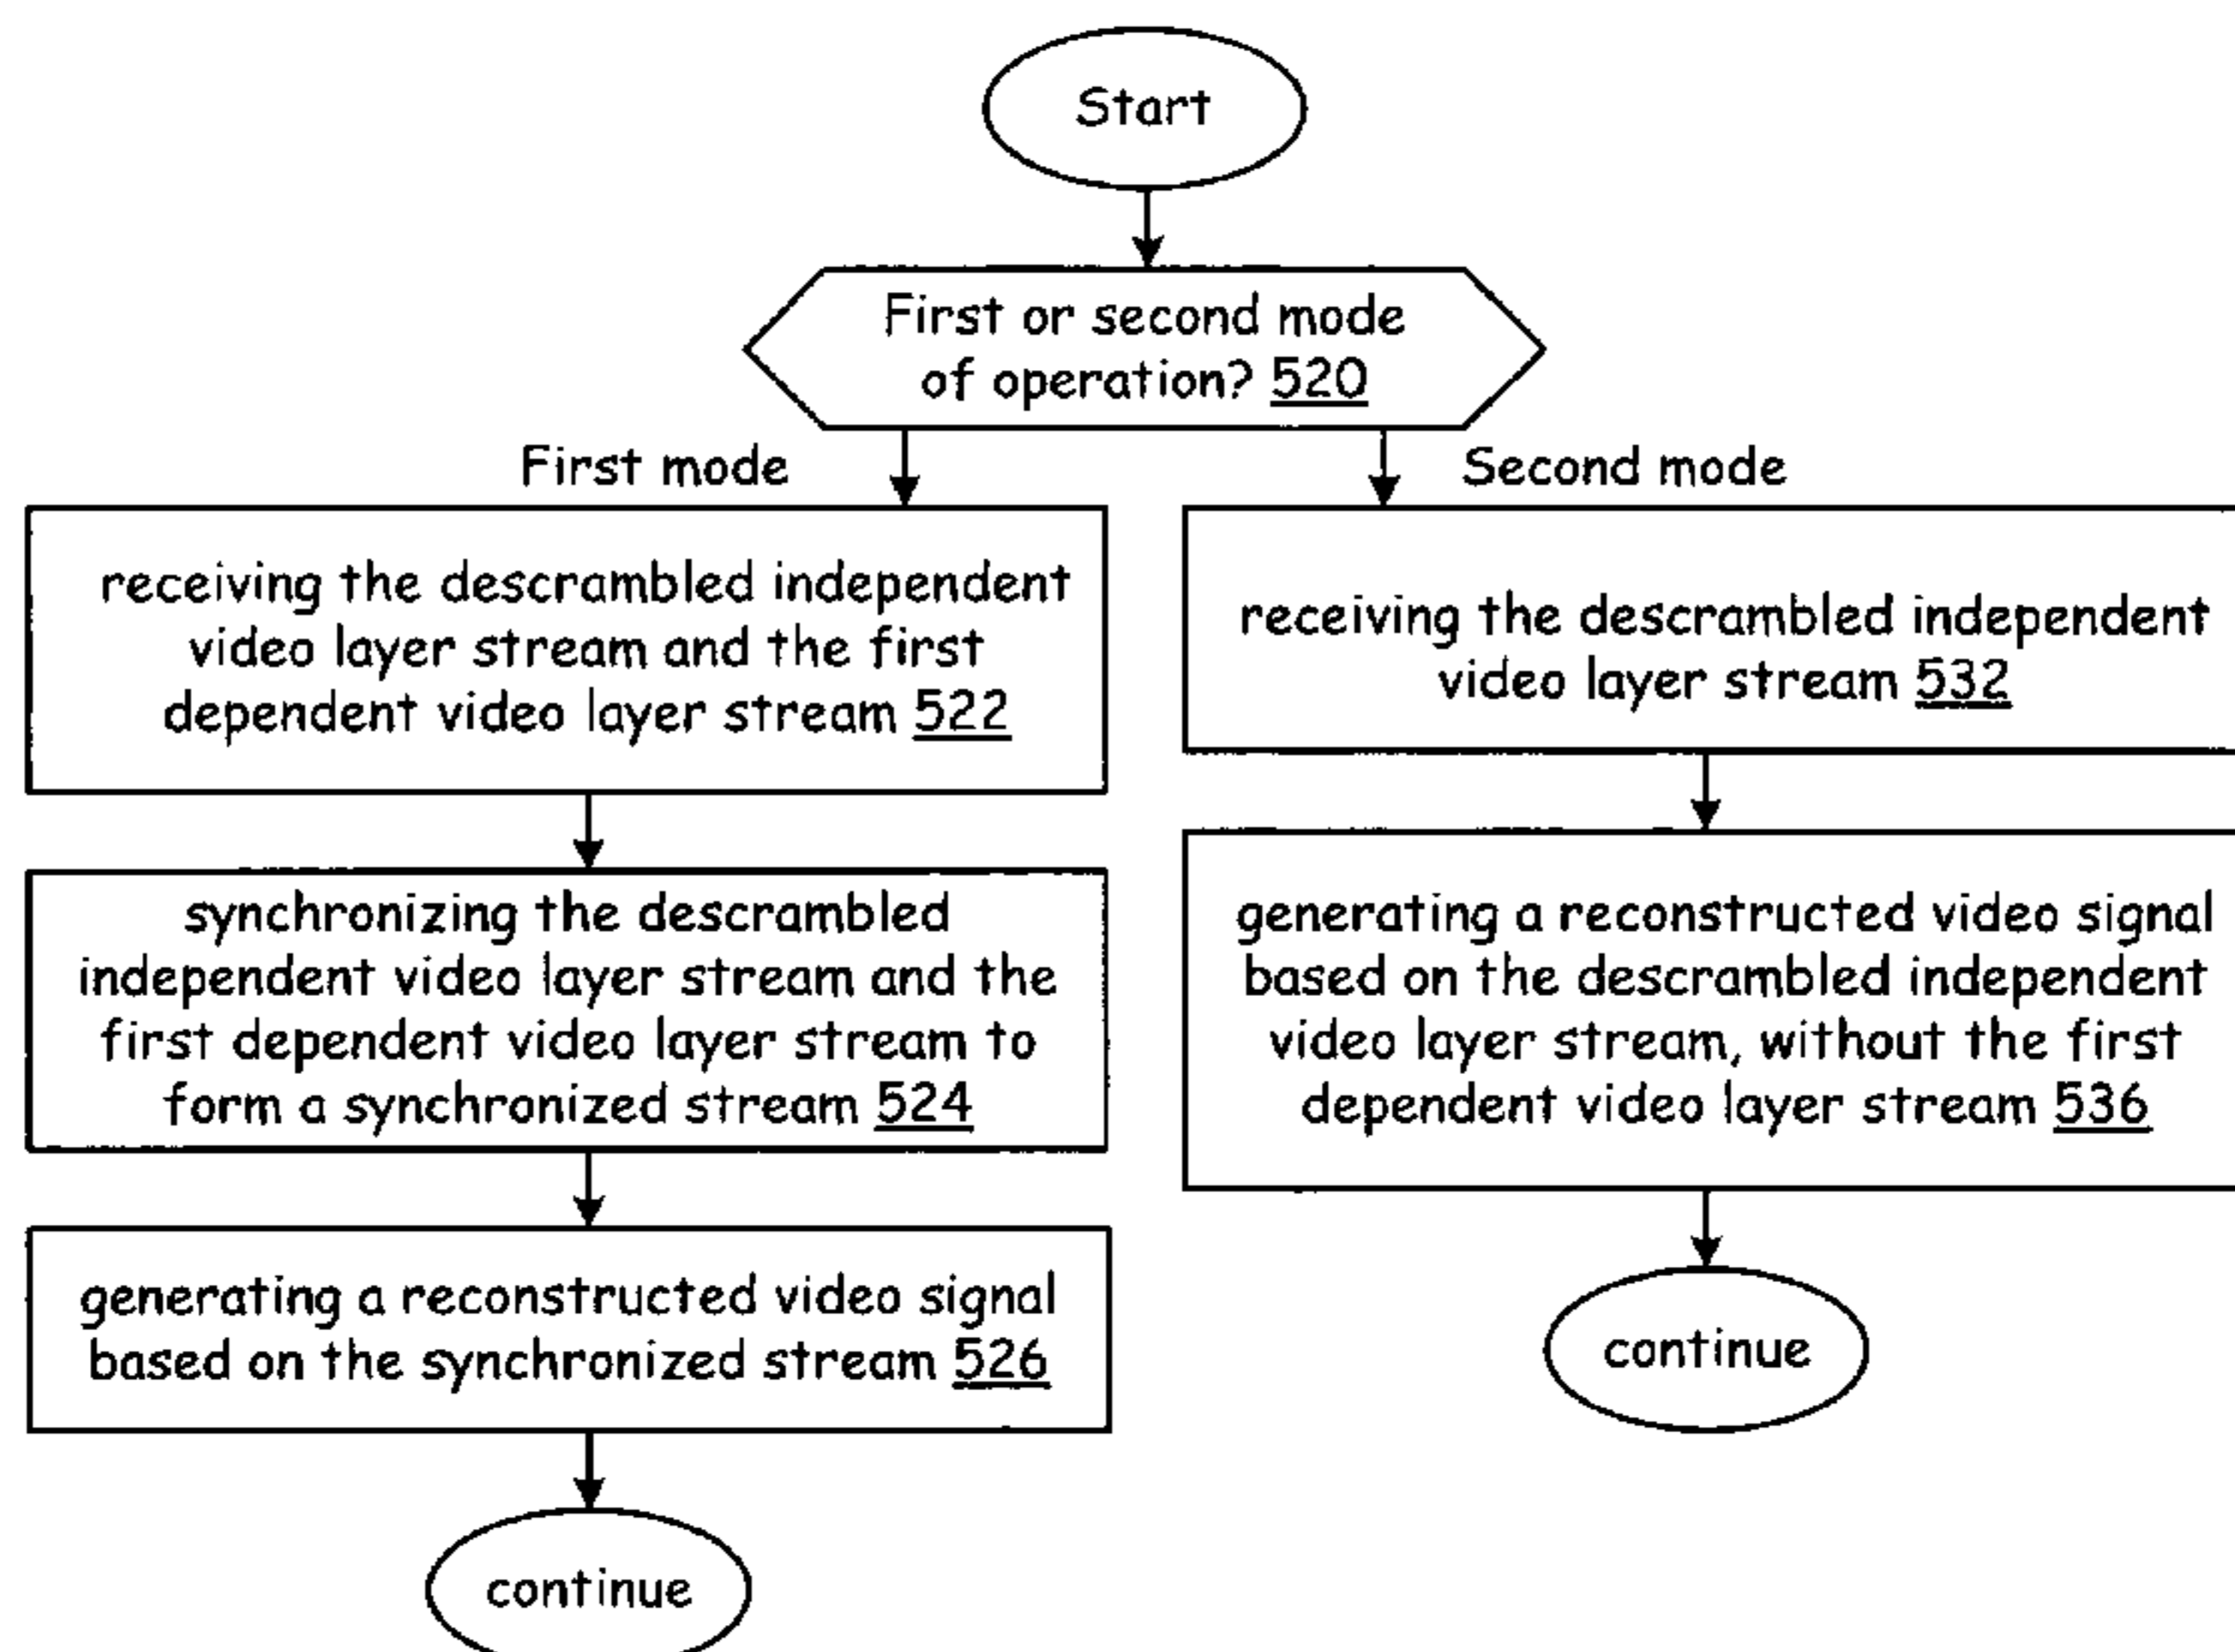 Start
First or second mode
of operation? 520
First mode
Second mode
receiving the descrambled independent
video layer stream and the first
dependent video layer stream 522
synchronizing the descrambled
independent video layer stream and the
first dependent video layer stream to
form a synchronized stream 524
generating a reconstructed video signal
based on the synchronized stream 526
continue
receiving the descrambled independent
video layer stream 532
generating a reconstructed video signal
based on the descrambled independent
video layer stream, without the first
dependent video layer stream 536
continue